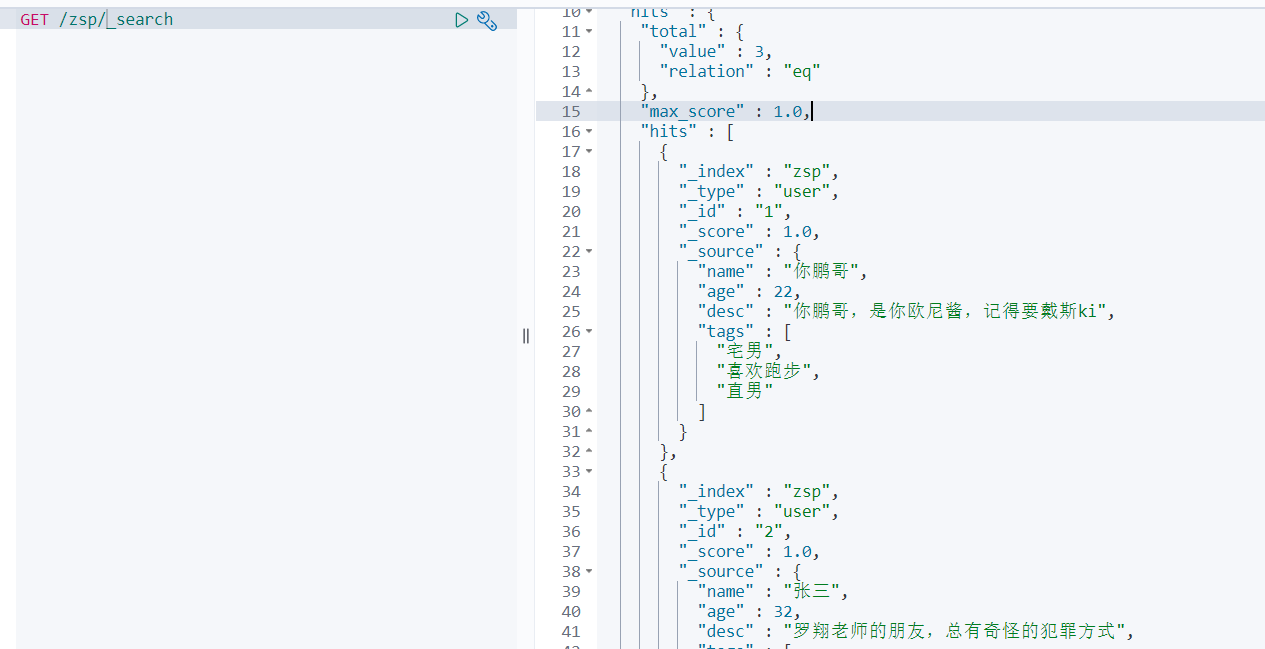 GET /zsp/_search
10 "hits" : {
11 "total" : {
12 "value" : 3,
13 "relation" : "eq"
14 },
15 "max_score" : 1.0,
16 "hits" : [
17 {
18 "_index" : "zsp",
19 "_type" : "user",
20 "_id" : "1",
21 "_score" : 1.0,
22 "_source" : {
23 "name" : "你鹏哥",
24 "age" : 22,
25 "desc" : "你鹏哥，是你欧尼酱，记得要戴斯ki",
26 "tags" : [
27 "宅男",
28 "喜欢跑步",
29 "直男"
30 ]
31 }
32 },
33 {
34 "_index" : "zsp",
35 "_type" : "user",
36 "_id" : "2",
37 "_score" : 1.0,
38 "_source" : {
39 "name" : "张三",
40 "age" : 32,
41 "desc" : "罗翔老师的朋友，总有奇怪的犯罪方式",
42 "tags" : [